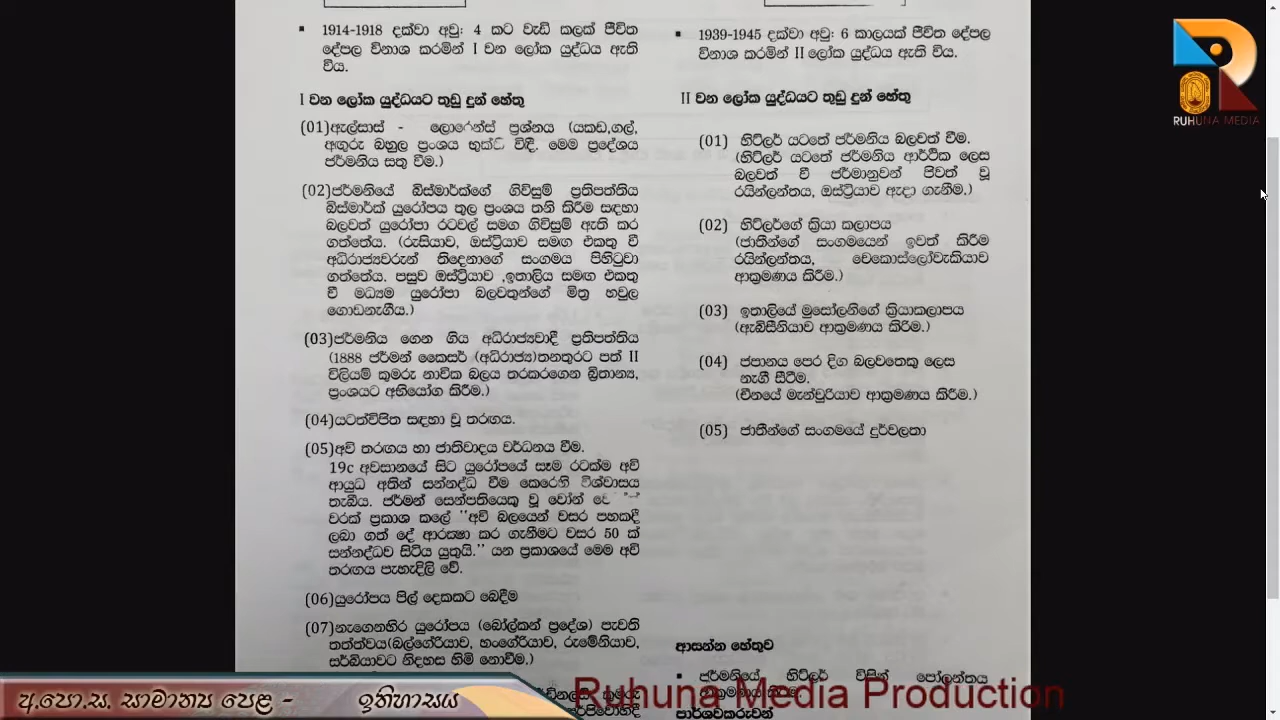 1914-1918 දක්වා අවු: 4 කට වැඩි කලක් ජීවිත
දේපල විනාශ කරමින් I වන ලෝක යුද්ධය ඇති
විය.
I වන ලෝක යුද්ධයට තුඩු දුන් හේතු
(01)ඇල්සාස් - ලොරෙන්ස් ප්‍රශ්නය (යකඩ,ගල්,
අඟුරු බහුල ප්‍රංශය භුක්ති විඳි. මෙම ප්‍රදේශය
ජර්මනිය සතු වීම.)
(02)ජර්මනියේ බිස්මාර්ක්ගේ ගිවිසුම් ප්‍රතිපත්තිය
බිස්මාර්ක් යුරෝපය තුල ප්‍රංශය තනි කිරීම සඳහා
බලවත් යුරෝපා රටවල් සමග ගිවිසුම් ඇති කර
ගත්තේය. (රුසියාව, ඔස්ට්‍රියාව සමඟ එකතු වී
අධිරාජ්‍යවරුන් තිදෙනාගේ සංගමය පිහිටුවා
ගත්තේය. පසුව ඔස්ට්‍රියාව ,ඉතාලිය සමඟ එකතු
වී මධ්‍යම යුරෝපා බලවතුන්ගේ මිත්‍ර හවුල
ගොඩනැගීය.)
(03)ජර්මනිය ගෙන ගිය අධිරාජ්‍යවාදී ප්‍රතිපත්තිය
(1888 ජර්මන් කෛසර් (අධිරාජ්‍ය)තනතුරට පත් II
විලියම් කුමරු නාවික බලය තරකරගෙන බ්‍රිතාන්‍ය,
ප්‍රංශයට අභියෝග කිරීම.)
(04)යටත්විජිත සඳහා වූ තරඟය.
(05)අවි තරඟය හා ජාතිවාදය වර්ධනය වීම.
19c අවසානයේ සිට යුරෝපයේ සෑම රටක්ම අවි
ආයුධ අතින් සන්නද්ධ වීම කෙරෙහි විශ්වාසය
තැබීය. ජර්මන් සෙන්පතියෙකු වූ වෝන්
වරක් ප්‍රකාශ කලේ "අවි බලයෙන් වසර පහකදී
ලබා ගත් දේ ආරක්‍ෂා කර ගැනීමට වසර 50 ක්
සන්නද්ධව සිටිය යුතුයි." යන ප්‍රකාශයේ මෙම අවි
තරඟය පැහැදිලි වේ.
(06)යුරෝපය පිල් දෙකකට බෙදීම
(07)නැගෙනහිර යුරෝපය (බෝල්කන් ප්‍රදේශ) පැවති
තත්ත්වය(බල්ගේරියාව, හංගේරියාව, රුමේනියාව,
සර්බියාවට නිදහස හිමි නොවීම.)
1939-1945 දක්වා අවු: 6 කාලයක් ජීවිත දේපල
විනාශ කරමින් II ලෝක යුද්ධය ඇති විය.
II වන ලෝක යුද්ධයට තුඩු දුන් හේතු
(01) හිට්ලර් යටතේ ජර්මනිය බලවත් වීම.
(හිට්ලර් යටතේ ජර්මනිය ආර්ථික ලෙස
බලවත් වී ජර්මානුවන් පිවත් වූ
රයින්ලන්තය, ඔස්ට්‍රියාව ඈඳා ගැනීම.)
(02) හිට්ලර්ගේ ක්‍රියා කලාපය
(ජාතීන්ගේ සංගමයෙන් ඉවත් කිරීම
රයින්ලන්තය, චෙකොස්ලෝවැකියාව
ආක්‍රමණය කිරීම.)
(03) ඉතාලියේ මුසෝලනිගේ ක්‍රියාකලාපය
(ඇබිසීනියාව ආක්‍රමණය කිරීම.)
(04) ජපානය පෙර දිග බලවතෙකු ලෙස
නැගී සිටීම.
(චීනයේ මැන්චූරියාව ආක්‍රමණය කිරීම.)
(05) ජාතීන්ගේ සංගමයේ දුර්වලතා
ආසන්න හේතුව
ජර්මනියේ හිට්ලර් විසින් පෝලන්තය
පාර්ශවකරුවන්
RUHUNA MEDIA
අ.පො.ස. සාමාන්‍ය පෙළ - ඉතිහාසය
Ruhuna Media Production